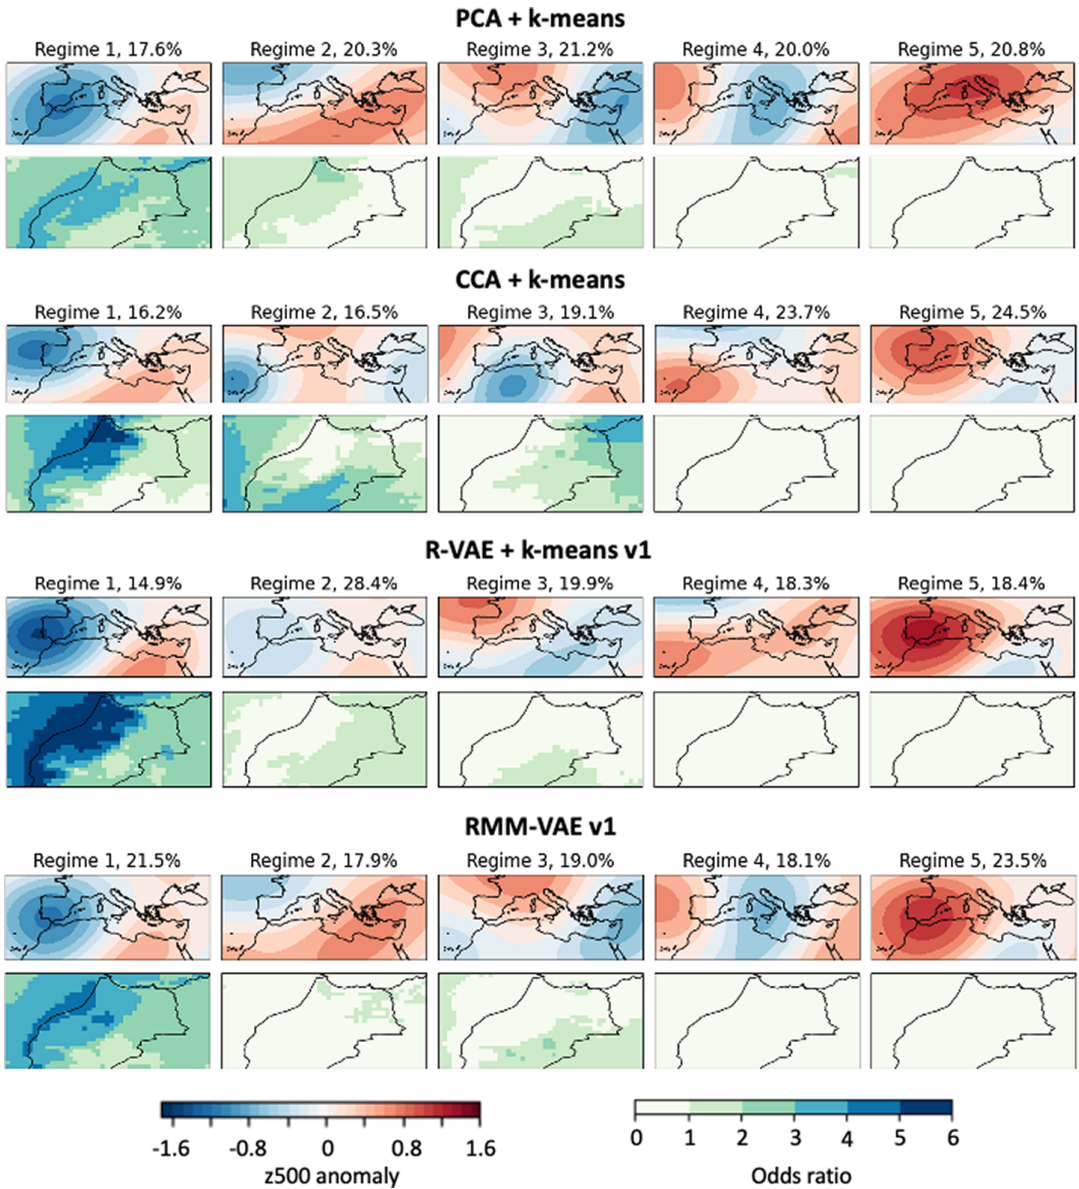 PCA + k-means
Regime 1, 17.6% Regime 2, 20.3% Regime 3, 21.2% Regime 4, 20.0% Regime 5, 20.8%
CCA + k-means
Regime 1, 16.2% Regime 2, 16.5% Regime 3, 19.1% Regime 4, 23.7% Regime 5, 24.5%
R-VAE + k-means v1
Regime 1, 14.9% Regime 2, 28.4% Regime 3, 19.9% Regime 4, 18.3% Regime 5, 18.4%
RMM-VAE v1
Regime 1, 21.5% Regime 2, 17.9% Regime 3, 19.0% Regime 4, 18.1% Regime 5, 23.5%
-1.6 -0.8 0 0.8 1.6
z500 anomaly
0 1 2 3 4 5 6
Odds ratio